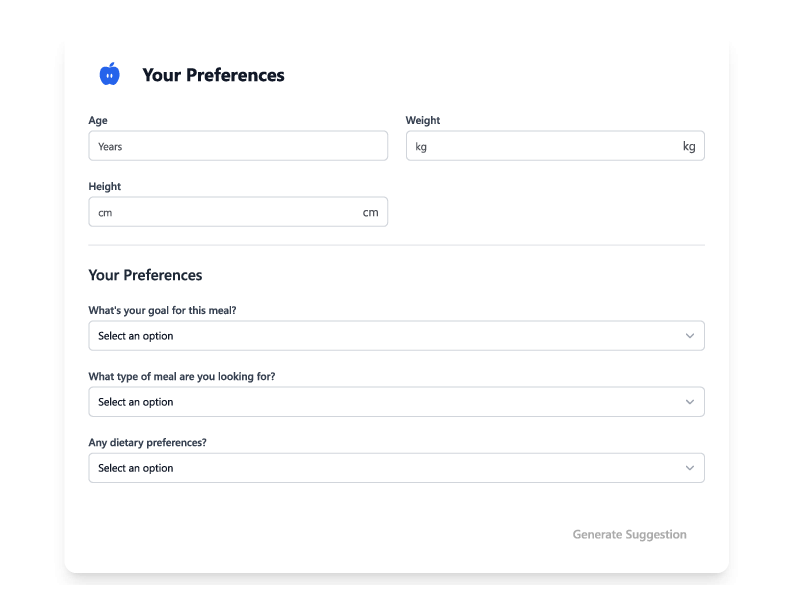 Your Preferences
Age
Weight
Years
kg kg
Height
cm cm
Your Preferences
What's your goal for this meal?
Select an option
What type of meal are you looking for?
Select an option
Any dietary preferences?
Select an option
Generate Suggestion